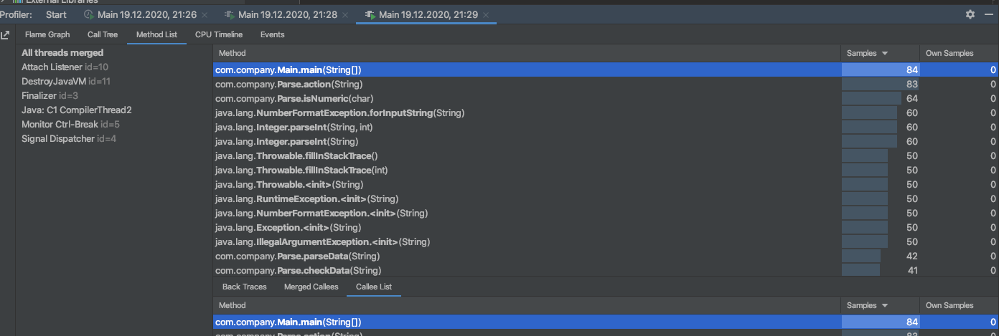 External Libraries
Profiler: Start Main 19.12.2020, 21:26 Main 19.12.2020, 21:28 Main 19.12.2020, 21:29
Flame Graph Call Tree Method List CPU Timeline Events
All threads merged
Attach Listener id=10
DestroyJavaVM id=11
Finalizer id=3
Java: C1 CompilerThread2
Monitor Ctrl-Break id=5
Signal Dispatcher id=4
Method Samples Own Samples
com.company.Main.main(String[]) 84 0
com.company.Parse.action(String) 83 0
com.company.Parse.isNumeric(char) 64 0
java.lang.NumberFormatException.forInputString(String) 60 0
java.lang.Integer.parseInt(String, int) 60 0
java.lang.Integer.parseInt(String) 60 0
java.lang.Throwable.fillInStackTrace() 50 0
java.lang.Throwable.fillInStackTrace(int) 50 0
java.lang.Throwable.<init>(String) 50 0
java.lang.RuntimeException.<init>(String) 50 0
java.lang.NumberFormatException.<init>(String) 50 0
java.lang.Exception.<init>(String) 50 0
java.lang.IllegalArgumentException.<init>(String) 50 0
com.company.Parse.parseData(String) 42 0
com.company.Parse.checkData(String) 41 0
Back Traces Merged Callees Callee List
Method Samples Own Samples
com.company.Main.main(String[]) 84 0
com.company.Parse.action(String) 83 0